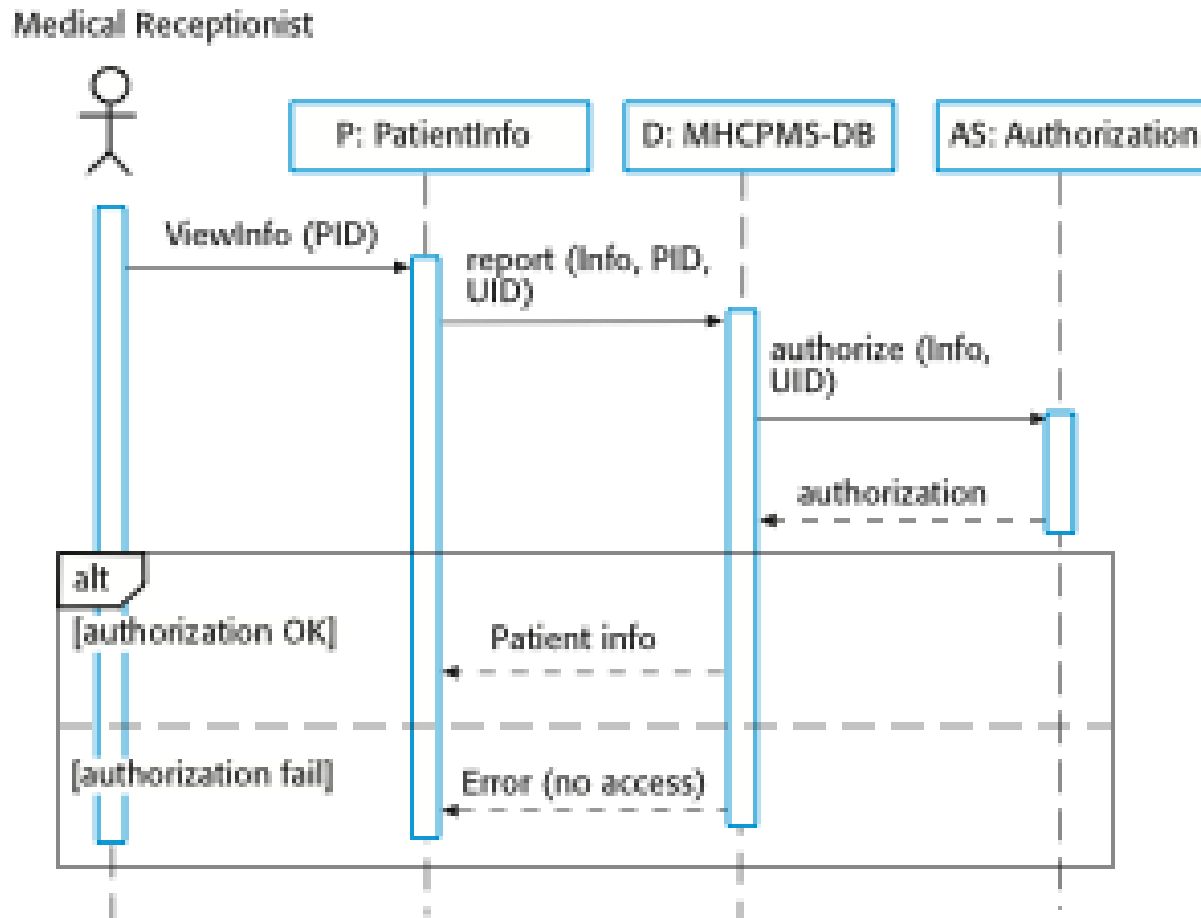 Medical Receptionist
P: PatientInfo
D: MHCPMS-DB
AS: Authorization
ViewInfo (PID)
report (Info, PID,
UID)
authorize (Info,
UID)
authorization
alt
[authorization OK]
Patient info
[authorization fail]
Error (no access)